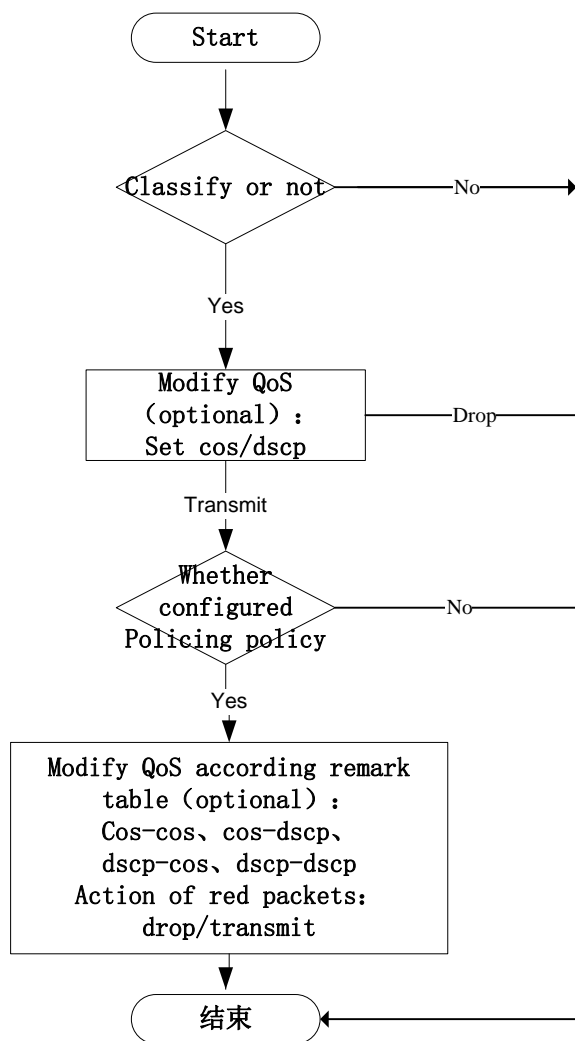 Start
Classify or not
No
Yes
Modify QoS
(optional)：
Set cos/dscp
Drop
Transmit
Whether
configured
Policing policy
No
Yes
Modify QoS according remark
table（optional）：
Cos-cos、cos-dscp、
dscp-cos、dscp-dscp
Action of red packets：
drop/transmit
结束